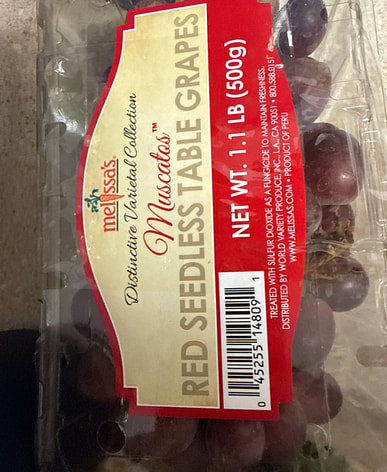 melissa's.
Distinctive Varietal Collection
Muscatos™
RED SEEDLESS TABLE GRAPES
NET WT. 1.1 LB (500g)
TREATED WITH SULFUR DIOXIDE AS A FUNGICIDE TO MAINTAIN FRESHNESS.
DISTRIBUTED BY WORLD VARIETY PRODUCE, INC., L.A., CA 90051 • 800.588.0151
WWW.MELISSAS.COM • PRODUCT OF PERU
0 45255 14809 1